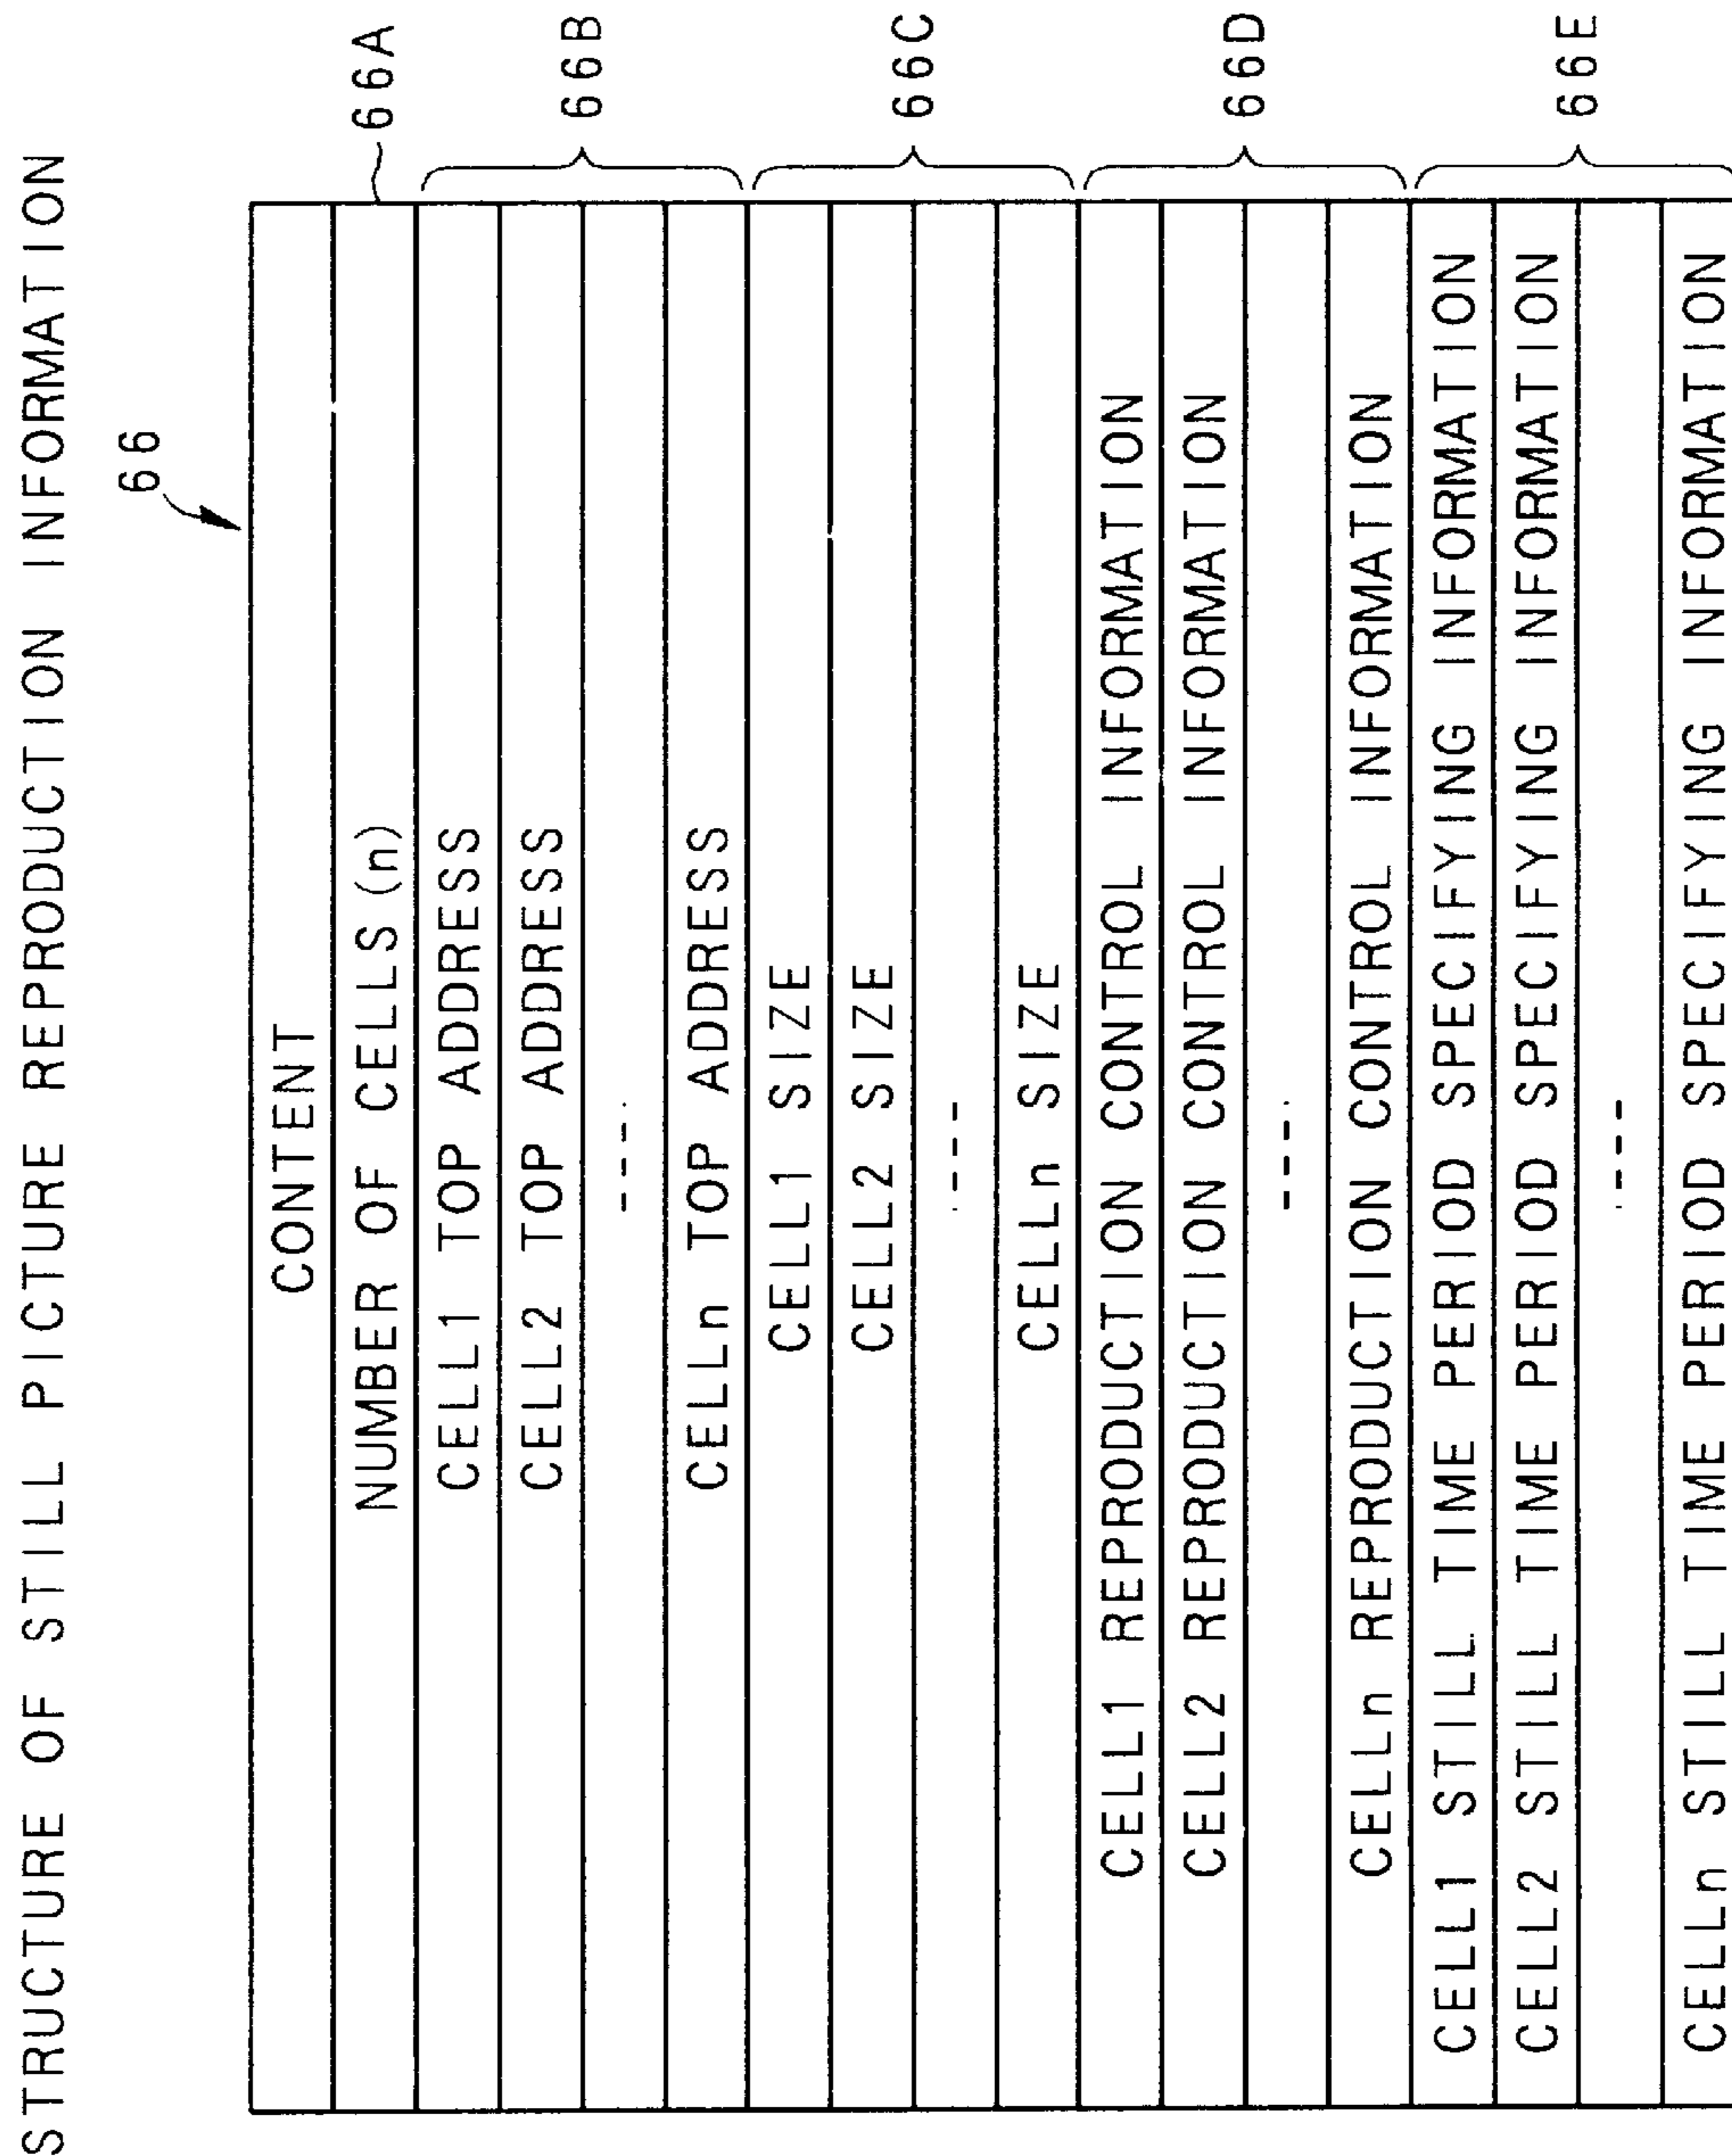 STRUCTURE OF STILL PICTURE REPRODUCTION INFORMATION
66
CONTENT
NUMBER OF CELLS (n)
66A
CELL1 TOP ADDRESS
CELL2 TOP ADDRESS
----
CELLn TOP ADDRESS
66B
CELL1 SIZE
CELL2 SIZE
----
CELLn SIZE
66C
CELL1 REPRODUCTION CONTROL INFORMATION
CELL2 REPRODUCTION CONTROL INFORMATION
----
CELLn REPRODUCTION CONTROL INFORMATION
66D
CELL1 STILL TIME PERIOD SPECIFYING INFORMATION
CELL2 STILL TIME PERIOD SPECIFYING INFORMATION
----
CELLn STILL TIME PERIOD SPECIFYING INFORMATION
66E